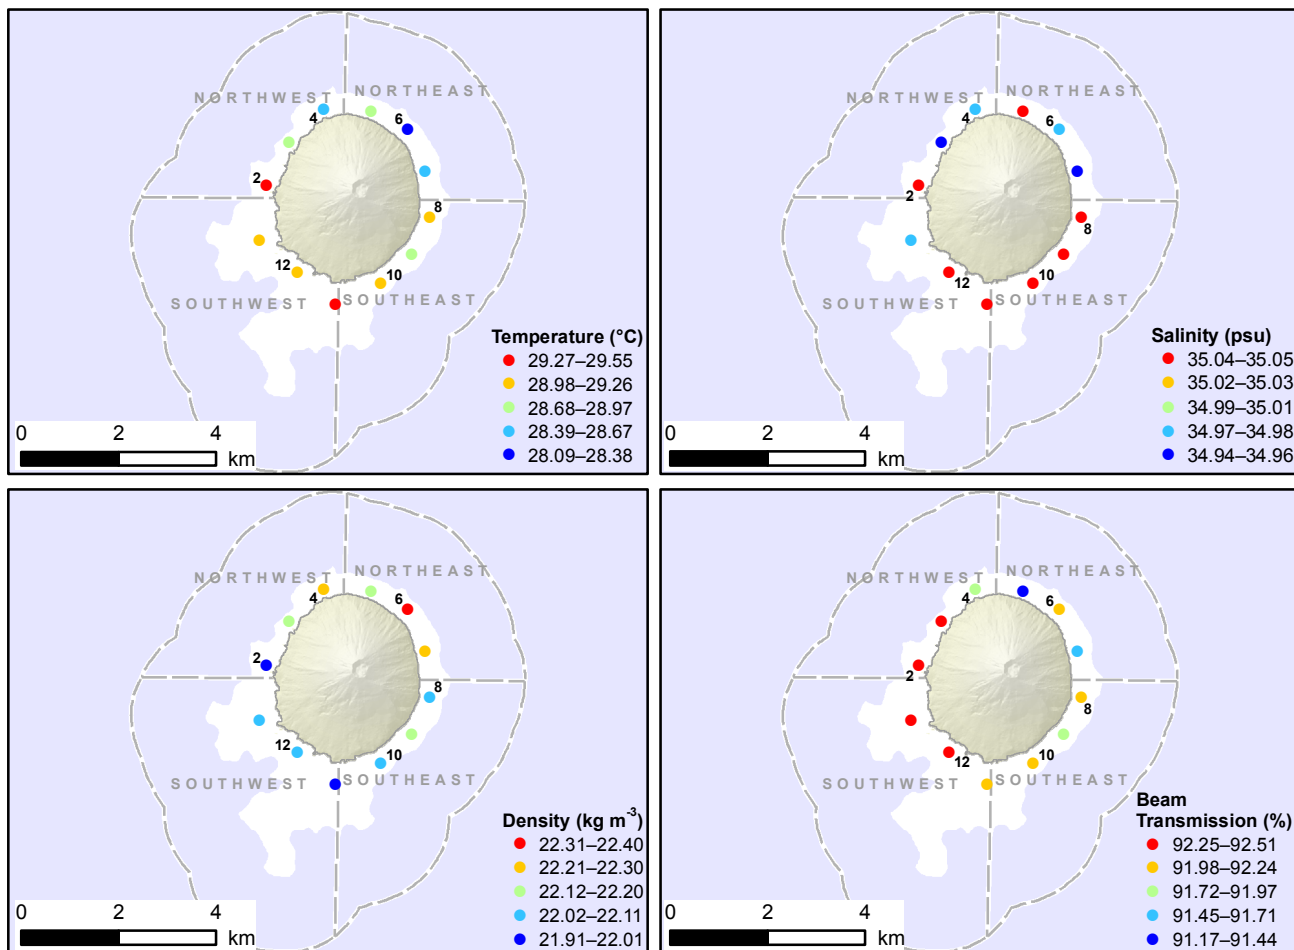 NORTHWEST NORTHEAST
4 6
2
8
12 10
SOUTHWEST SOUTHEAST
Temperature (°C)
29.27–29.55
28.98–29.26
28.68–28.97
28.39–28.67
28.09–28.38
0 2 4
km
NORTHWEST NORTHEAST
4 6
2
8
12 10
SOUTHWEST SOUTHEAST
Salinity (psu)
35.04–35.05
35.02–35.03
34.99–35.01
34.97–34.98
34.94–34.96
0 2 4
km
NORTHWEST NORTHEAST
4 6
2
8
12 10
SOUTHWEST SOUTHEAST
Density (kg m⁻³)
22.31–22.40
22.21–22.30
22.12–22.20
22.02–22.11
21.91–22.01
0 2 4
km
NORTHWEST NORTHEAST
4 6
2
8
12 10
SOUTHWEST SOUTHEAST
Beam
Transmission (%)
92.25–92.51
91.98–92.24
91.72–91.97
91.45–91.71
91.17–91.44
0 2 4
km